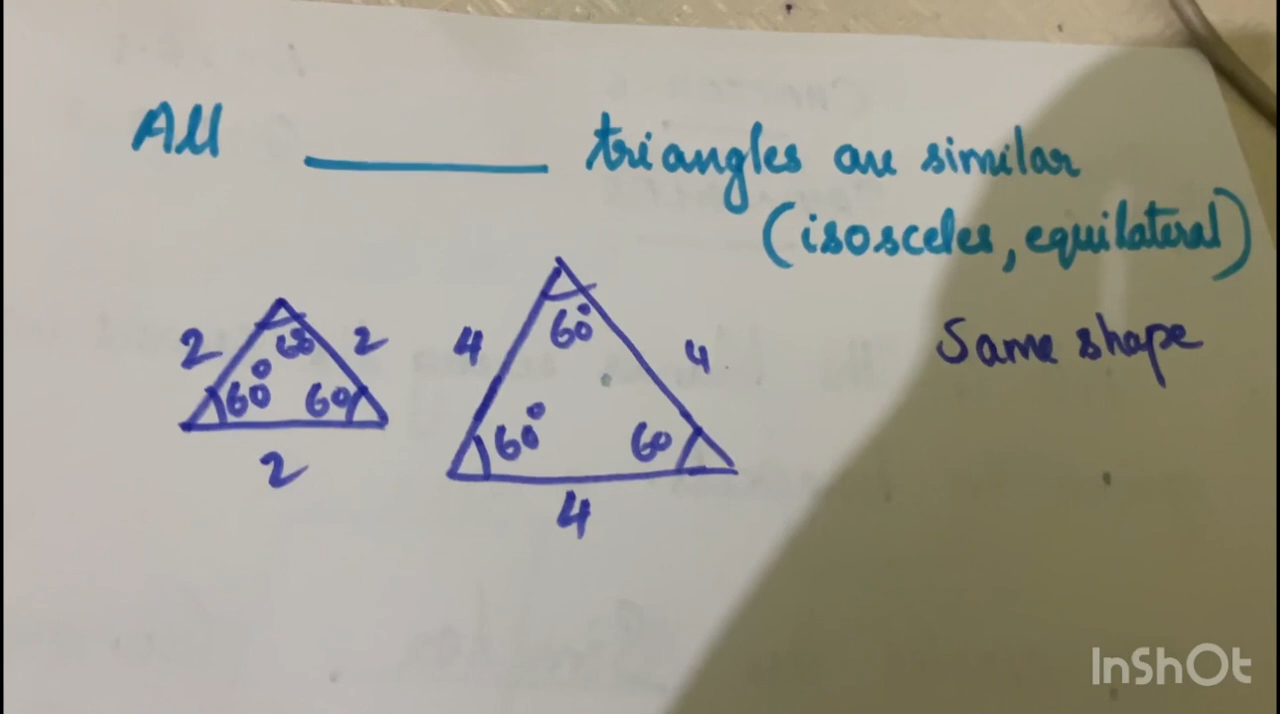 All ______ triangles are similar
(isosceles, equilateral)
Same shape
2 60° 2
60° 60
2
4 60° 4
60° 60
4
InShOt